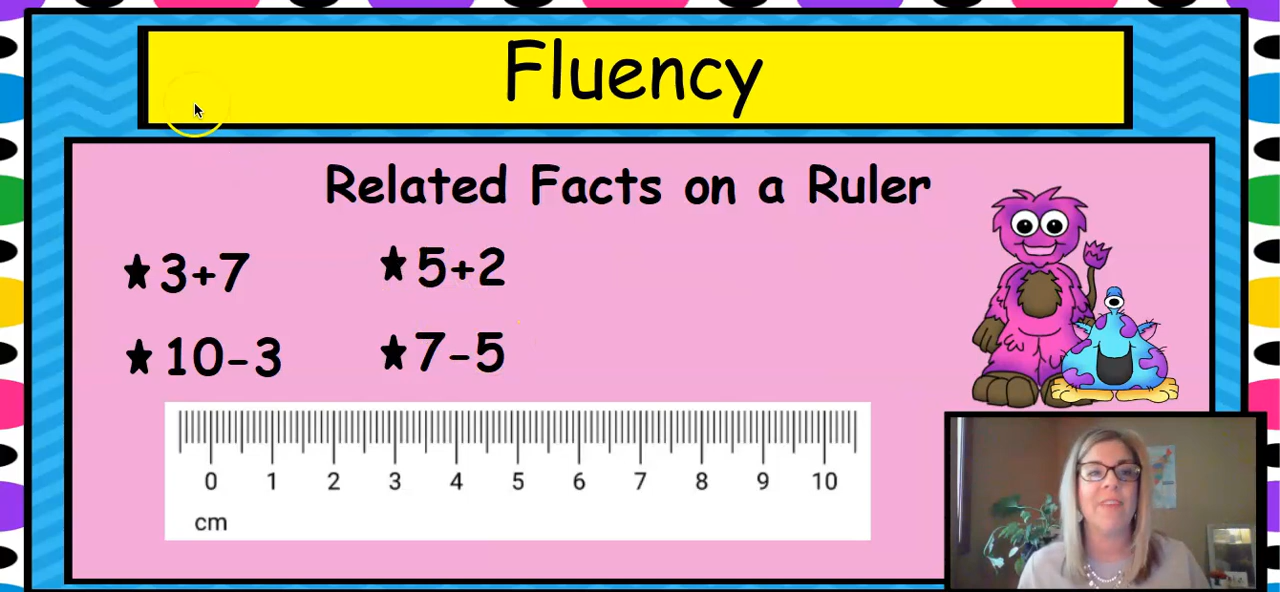 Fluency
Related Facts on a Ruler
★ 3+7
★ 5+2
★ 10-3
★ 7-5
0 1 2 3 4 5 6 7 8 9 10
cm